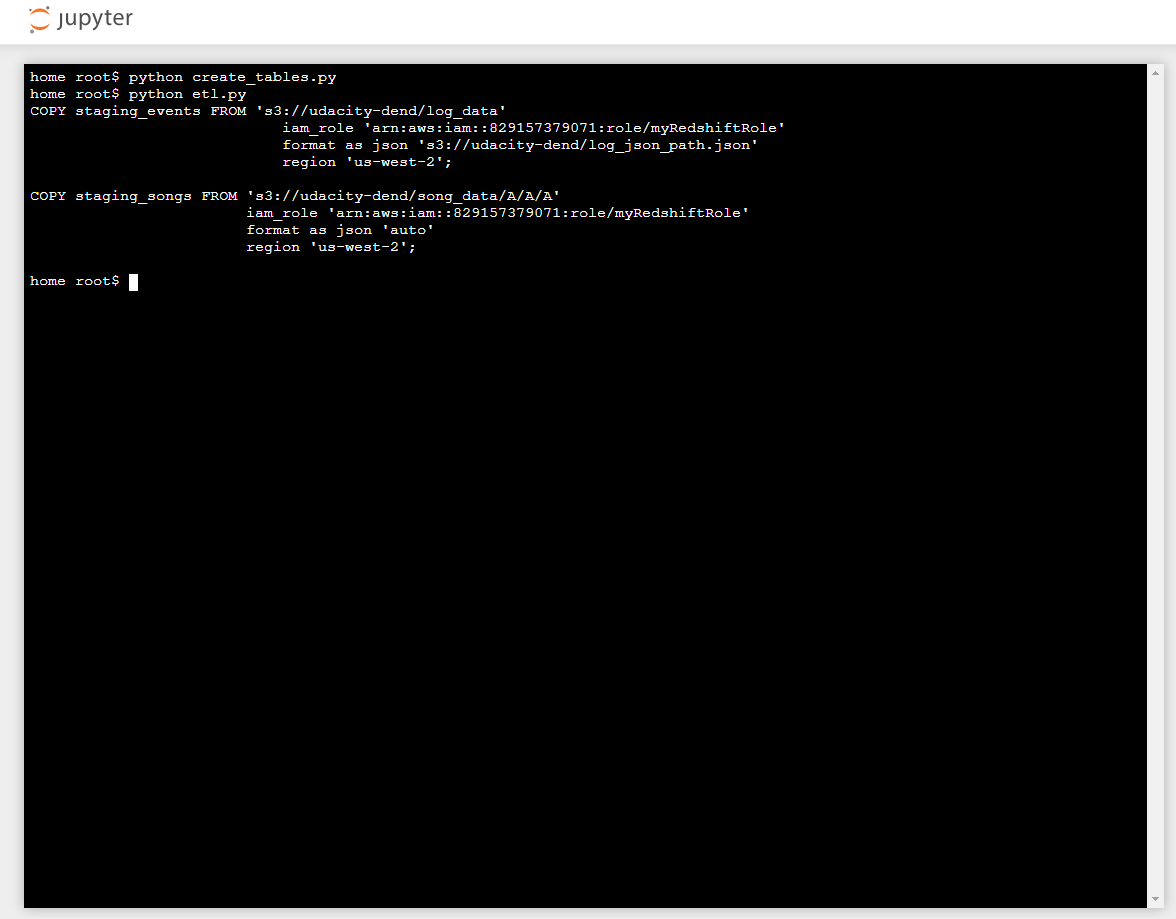 jupyter
home root$ python create_tables.py
home root$ python etl.py
COPY staging_events FROM 's3://udacity-dend/log_data'
iam_role 'arn:aws:iam::829157379071:role/myRedshiftRole'
format as json 's3://udacity-dend/log_json_path.json'
region 'us-west-2';
COPY staging_songs FROM 's3://udacity-dend/song_data/A/A/A'
iam_role 'arn:aws:iam::829157379071:role/myRedshiftRole'
format as json 'auto'
region 'us-west-2';
home root$